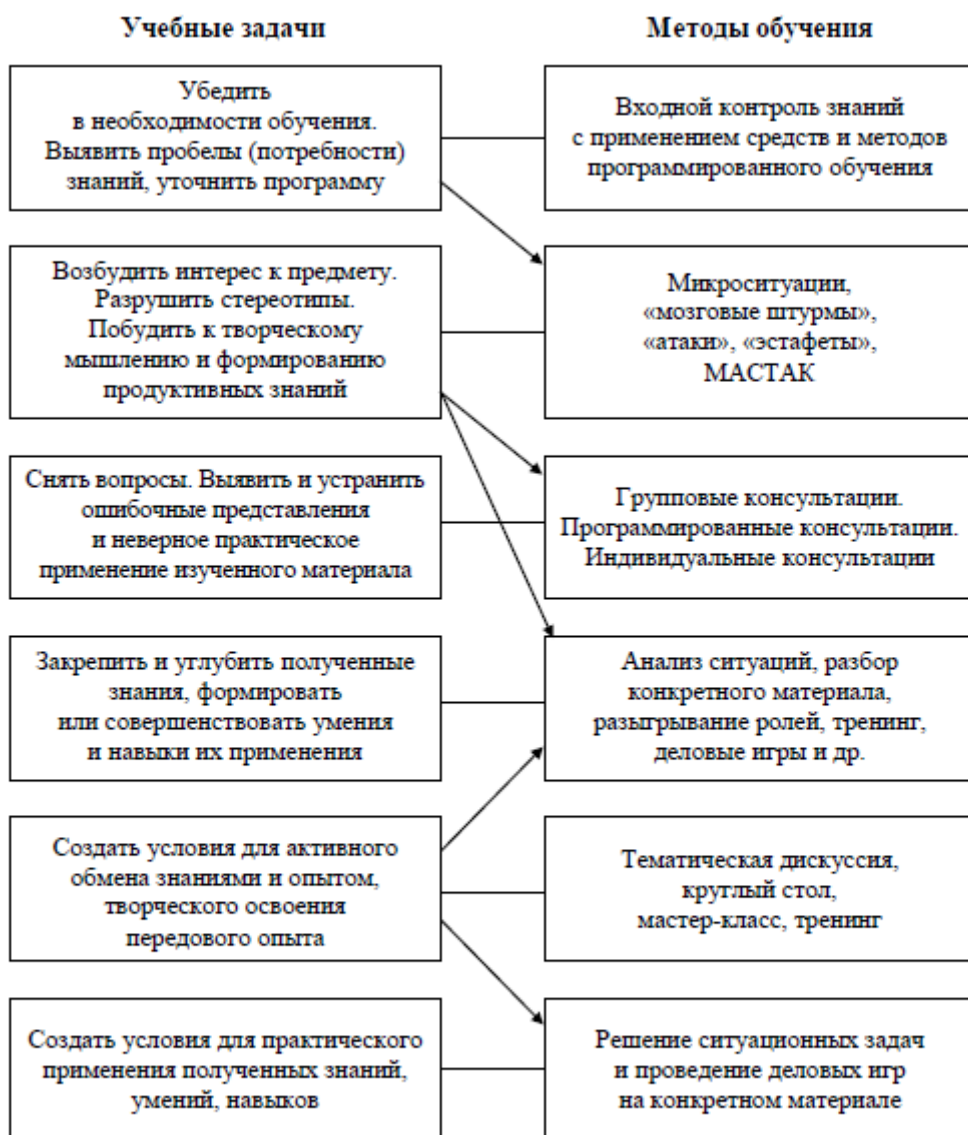 Учебные задачи
Методы обучения
Убедить
в необходимости обучения.
Выявить пробелы (потребности)
знаний, уточнить программу
Входной контроль знаний
с применением средств и методов
программированного обучения
Возбудить интерес к предмету.
Разрушить стереотипы.
Побудить к творческому
мышлению и формированию
продуктивных знаний
Микроситуации,
«мозговые штурмы»,
«атаки», «эстафеты»,
МАСТАК
Снять вопросы. Выявить и устранить
ошибочные представления
и неверное практическое
применение изученного материала
Групповые консультации.
Программированные консультации.
Индивидуальные консультации
Закрепить и углубить полученные
знания, формировать
или совершенствовать умения
и навыки их применения
Анализ ситуаций, разбор
конкретного материала,
разыгрывание ролей, тренинг,
деловые игры и др.
Создать условия для активного
обмена знаниями и опытом,
творческого освоения
передового опыта
Тематическая дискуссия,
круглый стол,
мастер-класс, тренинг
Создать условия для практического
применения полученных знаний,
умений, навыков
Решение ситуационных задач
и проведение деловых игр
на конкретном материале